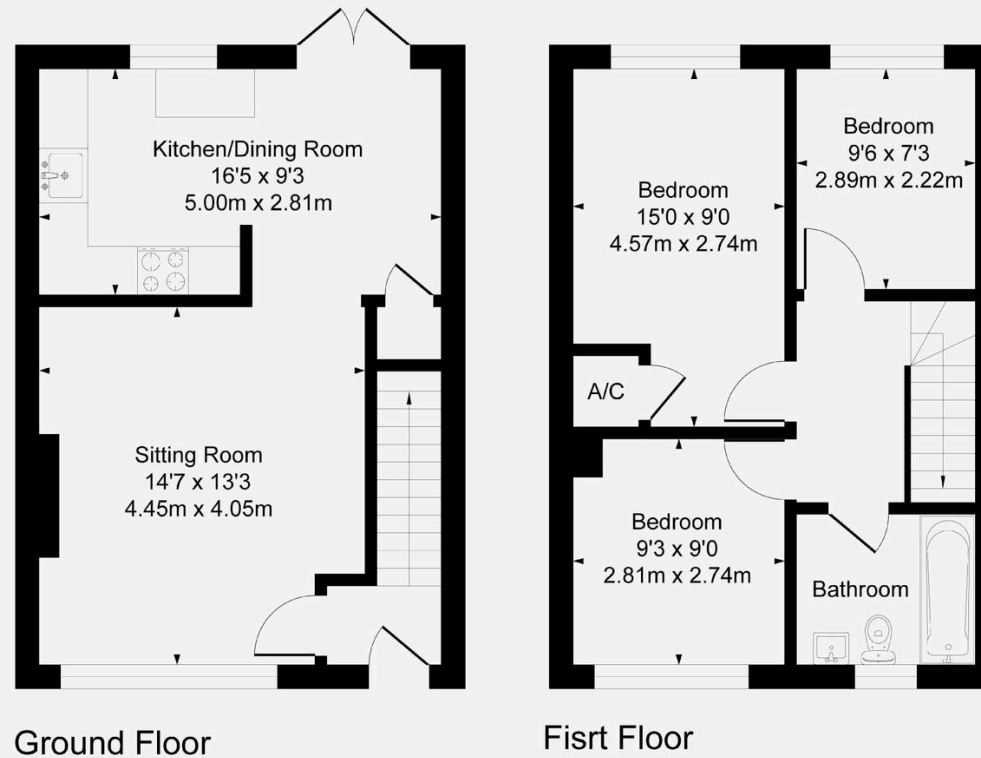 Kitchen/Dining Room
16'5 x 9'3
5.00m x 2.81m
Sitting Room
14'7 x 13'3
4.45m x 4.05m
Ground Floor
Bedroom
15'0 x 9'0
4.57m x 2.74m
Bedroom
9'6 x 7'3
2.89m x 2.22m
A/C
Bedroom
9'3 x 9'0
2.81m x 2.74m
Bathroom
Fisrt Floor